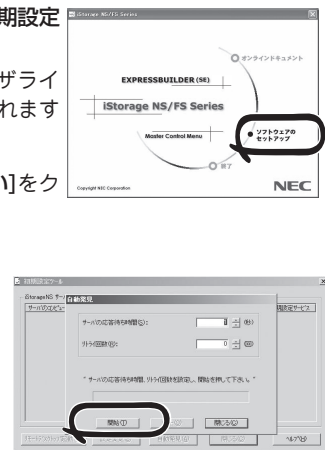 期設定
ザライ
れます
い]をク
iStorage NS/FS Series
オンラインドキュメント
EXPRESSBUILDER (SE)
iStorage NS/FS Series
Master Control Menu
ソフトウェアの
セットアップ
終了
Copyright NEC Corporation
NEC
初期設定ツール
自動発見
サーバの応答待ち時間(S):
(秒)
リトライ回数(R):
0
(回)
" サーバの応答待ち時間、リトライ回数を設定し、開始を押して下さい。"
開始(T)
閉じる(C)
ヘルプ(H)